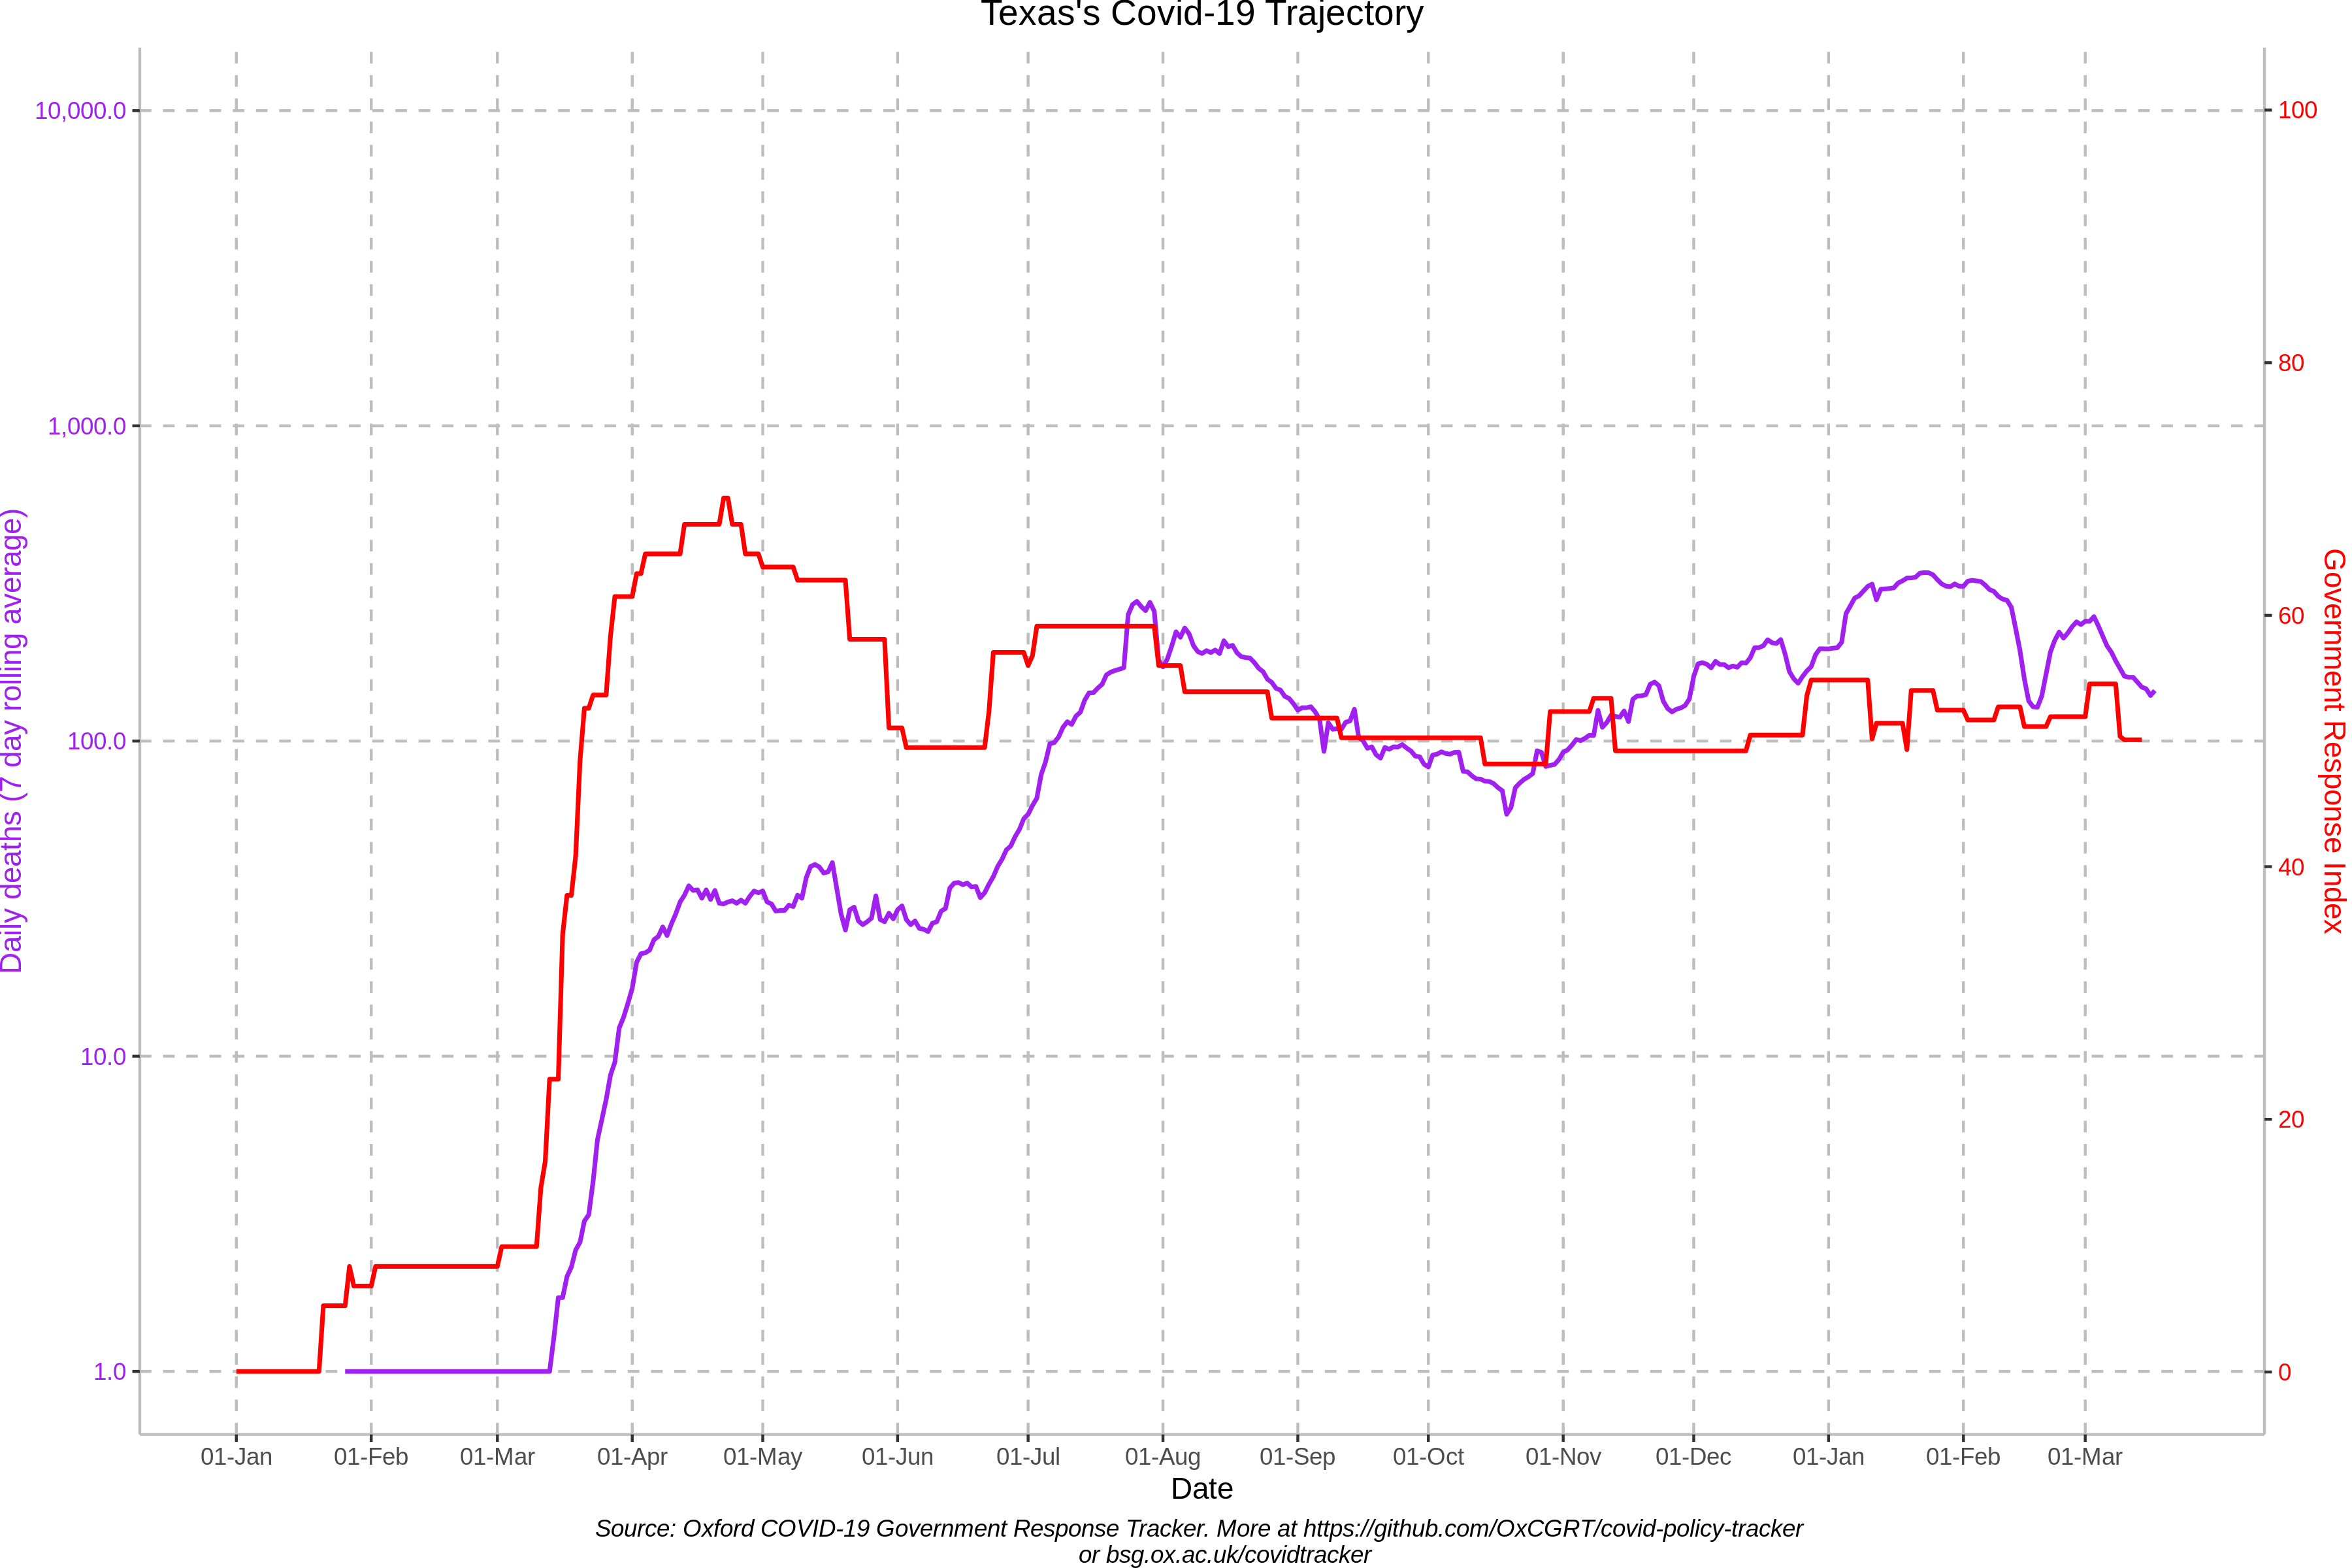 Texas's Covid-19 Trajectory
10,000.0
1,000.0
100.0
10.0
1.0
Daily deaths (7 day rolling average)
100
80
60
40
20
0
Government Response Index
01-Jan 01-Feb 01-Mar 01-Apr 01-May 01-Jun 01-Jul 01-Aug 01-Sep 01-Oct 01-Nov 01-Dec 01-Jan 01-Feb 01-Mar
Date
Source: Oxford COVID-19 Government Response Tracker. More at https://github.com/OxCGRT/covid-policy-tracker
or bsg.ox.ac.uk/covidtracker